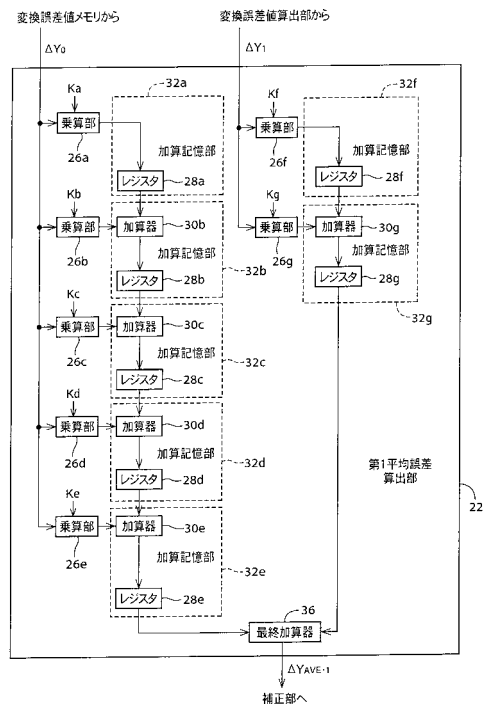 変換誤差値メモリから
変換誤差値算出部から
ΔY0
ΔY1
32a
32f
Ka
Kf
乗算部
26a
加算記憶部
レジスタ
28a
乗算部
26f
加算記憶部
レジスタ
28f
Kb
Kg
乗算部
26b
加算器
30b
加算記憶部
32b
レジスタ
28b
乗算部
26g
加算器
30g
加算記憶部
レジスタ
28g
32g
Kc
乗算部
26c
加算器
30c
加算記憶部
32c
レジスタ
28c
Kd
乗算部
26d
加算器
30d
加算記憶部
32d
レジスタ
28d
第1平均誤差
算出部
22
Ke
乗算部
26e
加算器
30e
加算記憶部
32e
レジスタ
28e
36
最終加算器
ΔYAVE・1
補正部へ